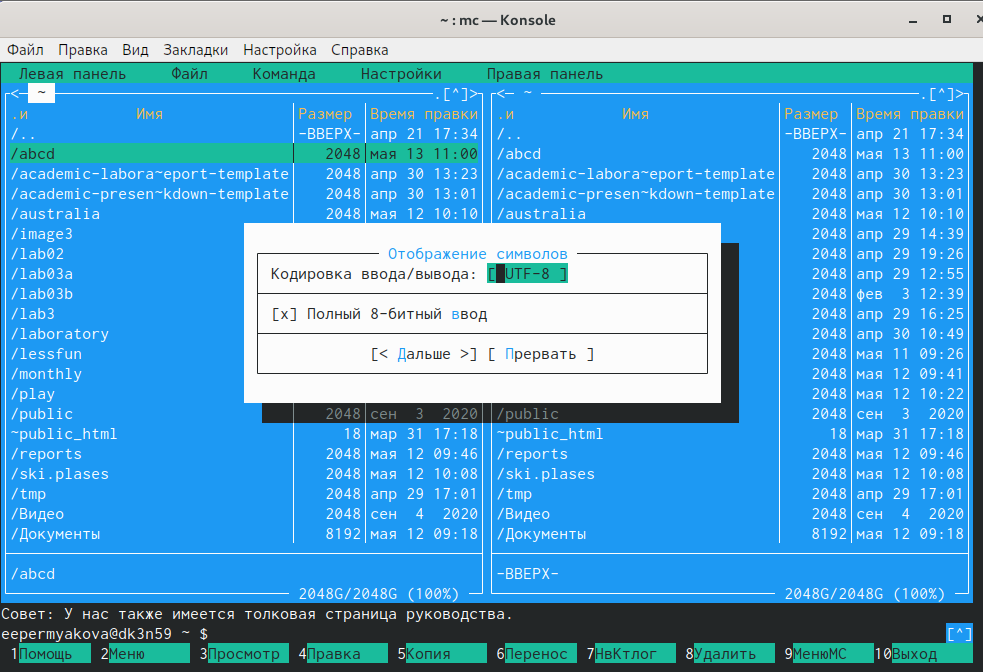 ~ : mc — Konsole
Файл Правка Вид Закладки Настройка Справка
Левая панель Файл Команда Настройки Правая панель
<— ~ .[^]> <— ~ .[^]>
.и Имя Размер Время правки .и Имя Размер Время правки
/.. -ВВЕРХ- апр 21 17:34 /.. -ВВЕРХ- апр 21 17:34
/abcd 2048 мая 13 11:00 /abcd 2048 мая 13 11:00
/academic-labora~eport-template 2048 апр 30 13:23 /academic-labora~eport-template 2048 апр 30 13:23
/academic-presen~kdown-template 2048 апр 30 13:01 /academic-presen~kdown-template 2048 апр 30 13:01
/australia 2048 мая 12 10:10 /australia 2048 мая 12 10:10
/image3 2048 апр 29 14:39
/lab02 Отображение символов 2048 апр 29 19:26
/lab03a Кодировка ввода/вывода: [ UTF-8 ] 2048 апр 29 12:55
/lab03b 2048 фев 3 12:39
/lab3 [x] Полный 8-битный ввод 2048 апр 29 16:25
/laboratory 2048 апр 30 10:49
/lessfun [< Дальше >] [ Прервать ] 2048 мая 11 09:26
/monthly 2048 мая 12 09:41
/play 2048 мая 12 10:22
/public 2048 сен 3 2020 /public 2048 сен 3 2020
~public_html 18 мар 31 17:18 ~public_html 18 мар 31 17:18
/reports 2048 мая 12 09:46 /reports 2048 мая 12 09:46
/ski.plases 2048 мая 12 10:08 /ski.plases 2048 мая 12 10:08
/tmp 2048 апр 29 17:01 /tmp 2048 апр 29 17:01
/Видео 2048 сен 4 2020 /Видео 2048 сен 4 2020
/Документы 8192 мая 12 09:18 /Документы 8192 мая 12 09:18
/abcd -ВВЕРХ-
2048G/2048G (100%) 2048G/2048G (100%)
Совет: У нас также имеется толковая страница руководства.
eepermyakova@dk3n59 ~ $ [^]
1Помощь 2Меню 3Просмотр 4Правка 5Копия 6Перенос 7НвКтлог 8Удалить 9МенюMC 10Выход